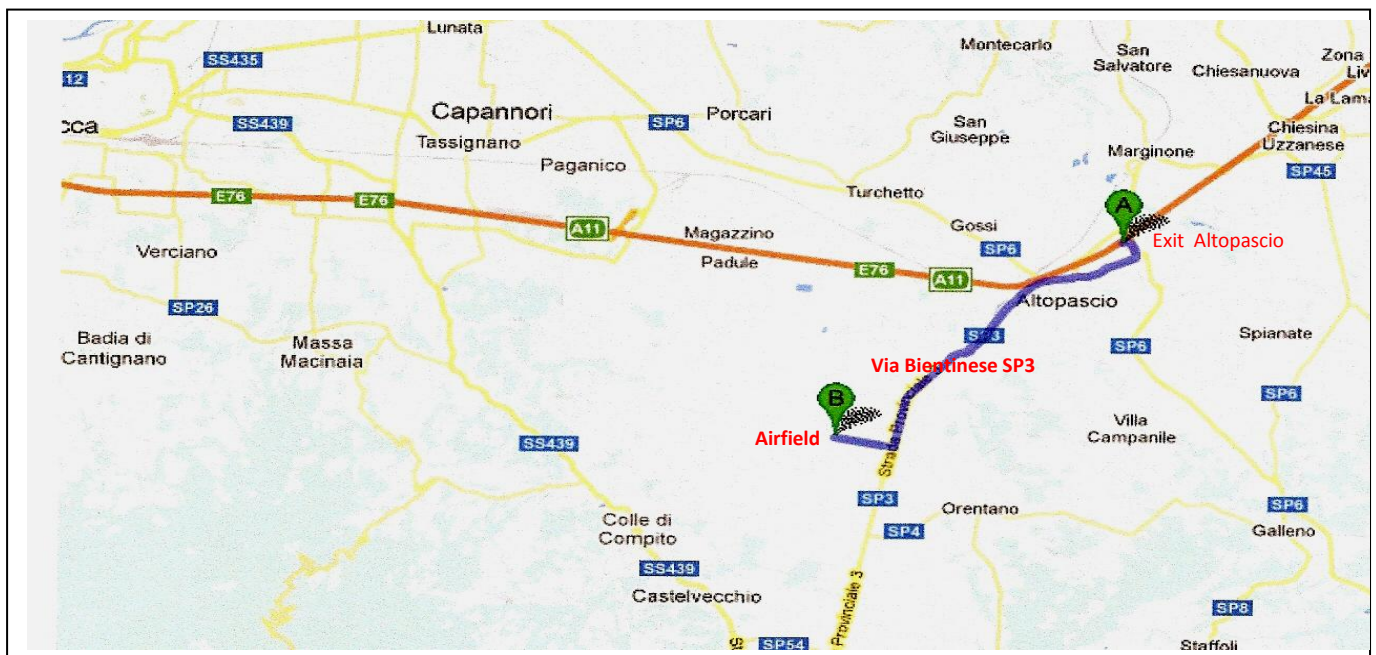 Lunata
Montecarlo
San
Salvatore
Zona
Liv
SS435
Chiesanuova
12
La Lama
Capannori
Porcari
SP6
San
Giuseppe
cca
SS439
Chiesina
Uzzanese
Tassignano
Marginone
Paganico
SP45
E76
E76
Turchetto
A
A11
Magazzino
Gossi
Exit Altopascio
Verciano
Padule
SP6
E76
A11
SP26
Altopascio
Badia di
Cantignano
Massa
Macinaia
SP3
SP6
Spianate
Via Bientinese SP3
B
SP6
Airfield
Villa
Campanile
SS439
SP3
Orentano
SP6
Colle di
Compito
SP4
Galleno
SS439
Castelvecchio
Provinciale 3
SP8
SP54
Staffoli